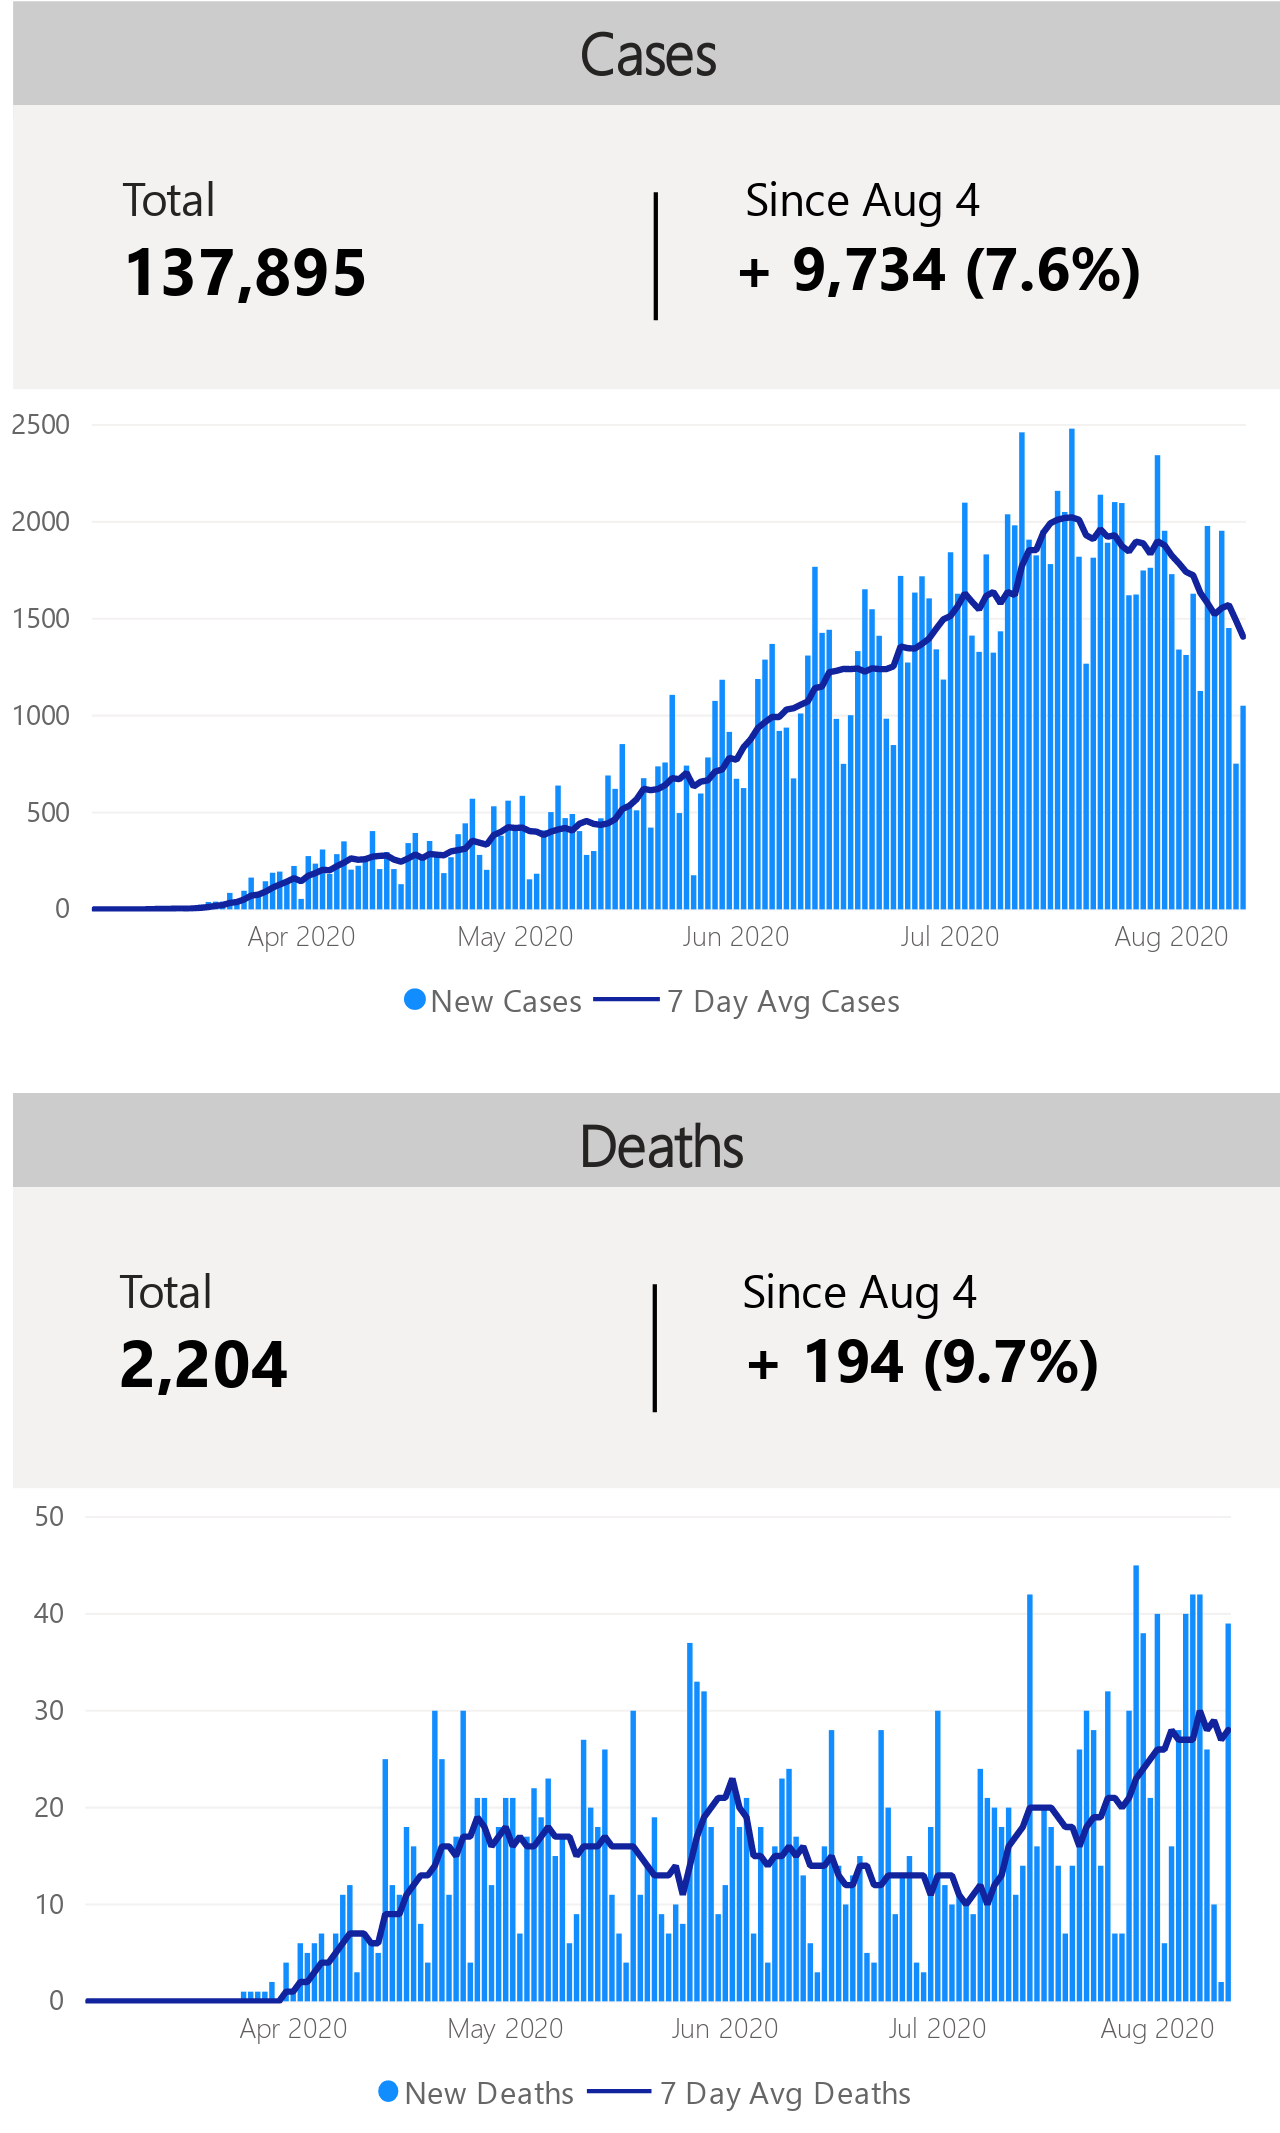 Cases
Total
Since Aug 4
137,895
+ 9,734 (7.6%)
2500
2000
1500
1000
500
0
Apr 2020
May 2020
Jun 2020
Jul 2020
Aug 2020
New Cases
7 Day Avg Cases
Deaths
Total
Since Aug 4
2,204
+ 194 (9.7%)
50
40
30
20
10
0
Apr 2020
May 2020
Jun 2020
Jul 2020
Aug 2020
New Deaths
7 Day Avg Deaths